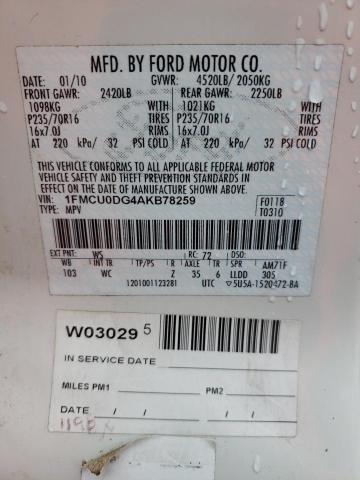 MFD. BY FORD MOTOR CO.
DATE: 01/10 GVWR: 4520LB/ 2050KG
FRONT GAWR: 2420LB REAR GAWR: 2250LB
1098KG WITH 1021KG WITH
P235/70R16 TIRES P235/70R16 TIRES
16x7.0J RIMS 16x7.0J RIMS
AT 220 kPa/ 32 PSI COLD AT 220 kPa/ 32 PSI COLD
THIS VEHICLE CONFORMS TO ALL APPLICABLE FEDERAL MOTOR
VEHICLE SAFETY AND THEFT PREVENTION STANDARDS IN EFFECT
ON THE DATE OF MANUFACTURE SHOWN ABOVE.
VIN: 1FMCU0DG4AKB78259 F0118
TYPE: MPV T0310
EXT PNT: WS RC: 72 DSO:
WB INT TR TP/PS R AXLE TR SPR AM71F
103 WC Z 35 6 LLDD 305
1201001123281 UTC 5U5A-1520472-BA
W03029 5
IN SERVICE DATE
MILES PM1 PM2
DATE / / / /